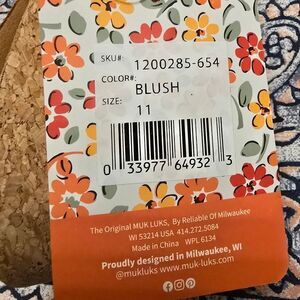 SKU#: 1200285-654
COLOR#: BLUSH
SIZE: 11
0 33977 64932 3
The Original MUK LUKS, By Reliable Of Milwaukee
WI 53214 USA 414.272.5084
Made in China WPL 6134
Proudly designed in Milwaukee, WI
@mukluks www.muk-luks.com